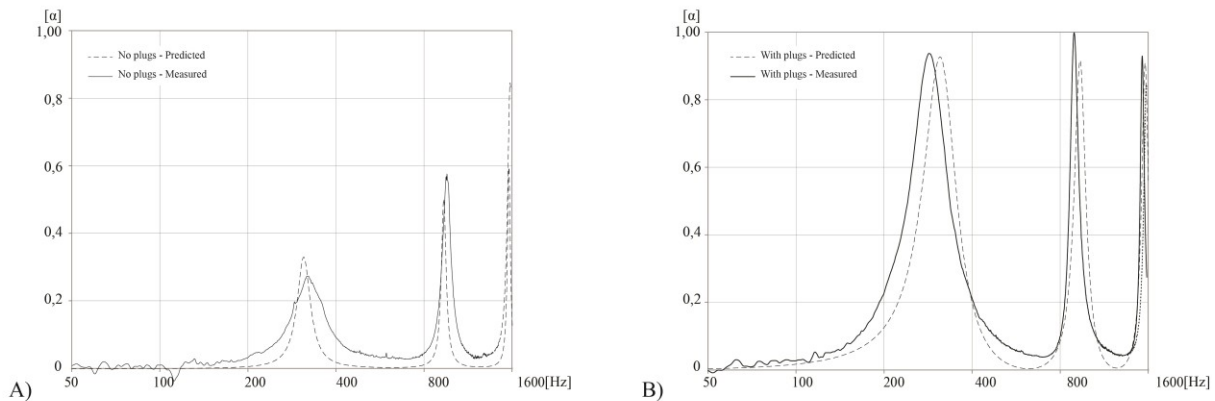 [α]
1,00
No plugs - Predicted
No plugs - Measured
0,8
0,6
0,4
0,2
0
A)
50 100 200 400 800 1600[Hz]
[α]
1,00
With plugs - Predicted
With plugs - Measured
0,8
0,6
0,4
0,2
0
B)
50 100 200 400 800 1600[Hz]